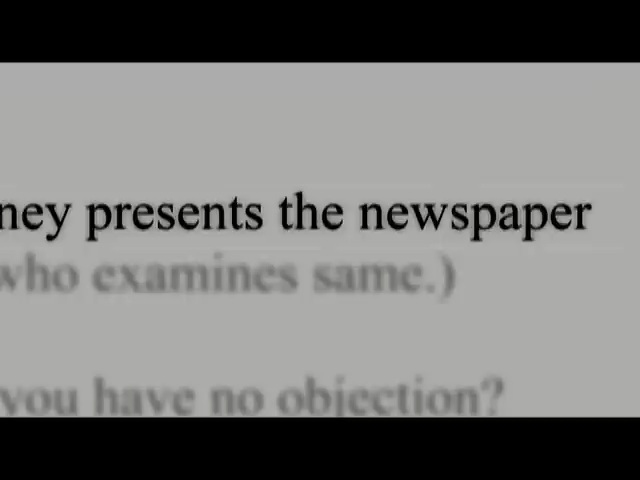 ney presents the newspaper
who examines same.)
you have no objection?